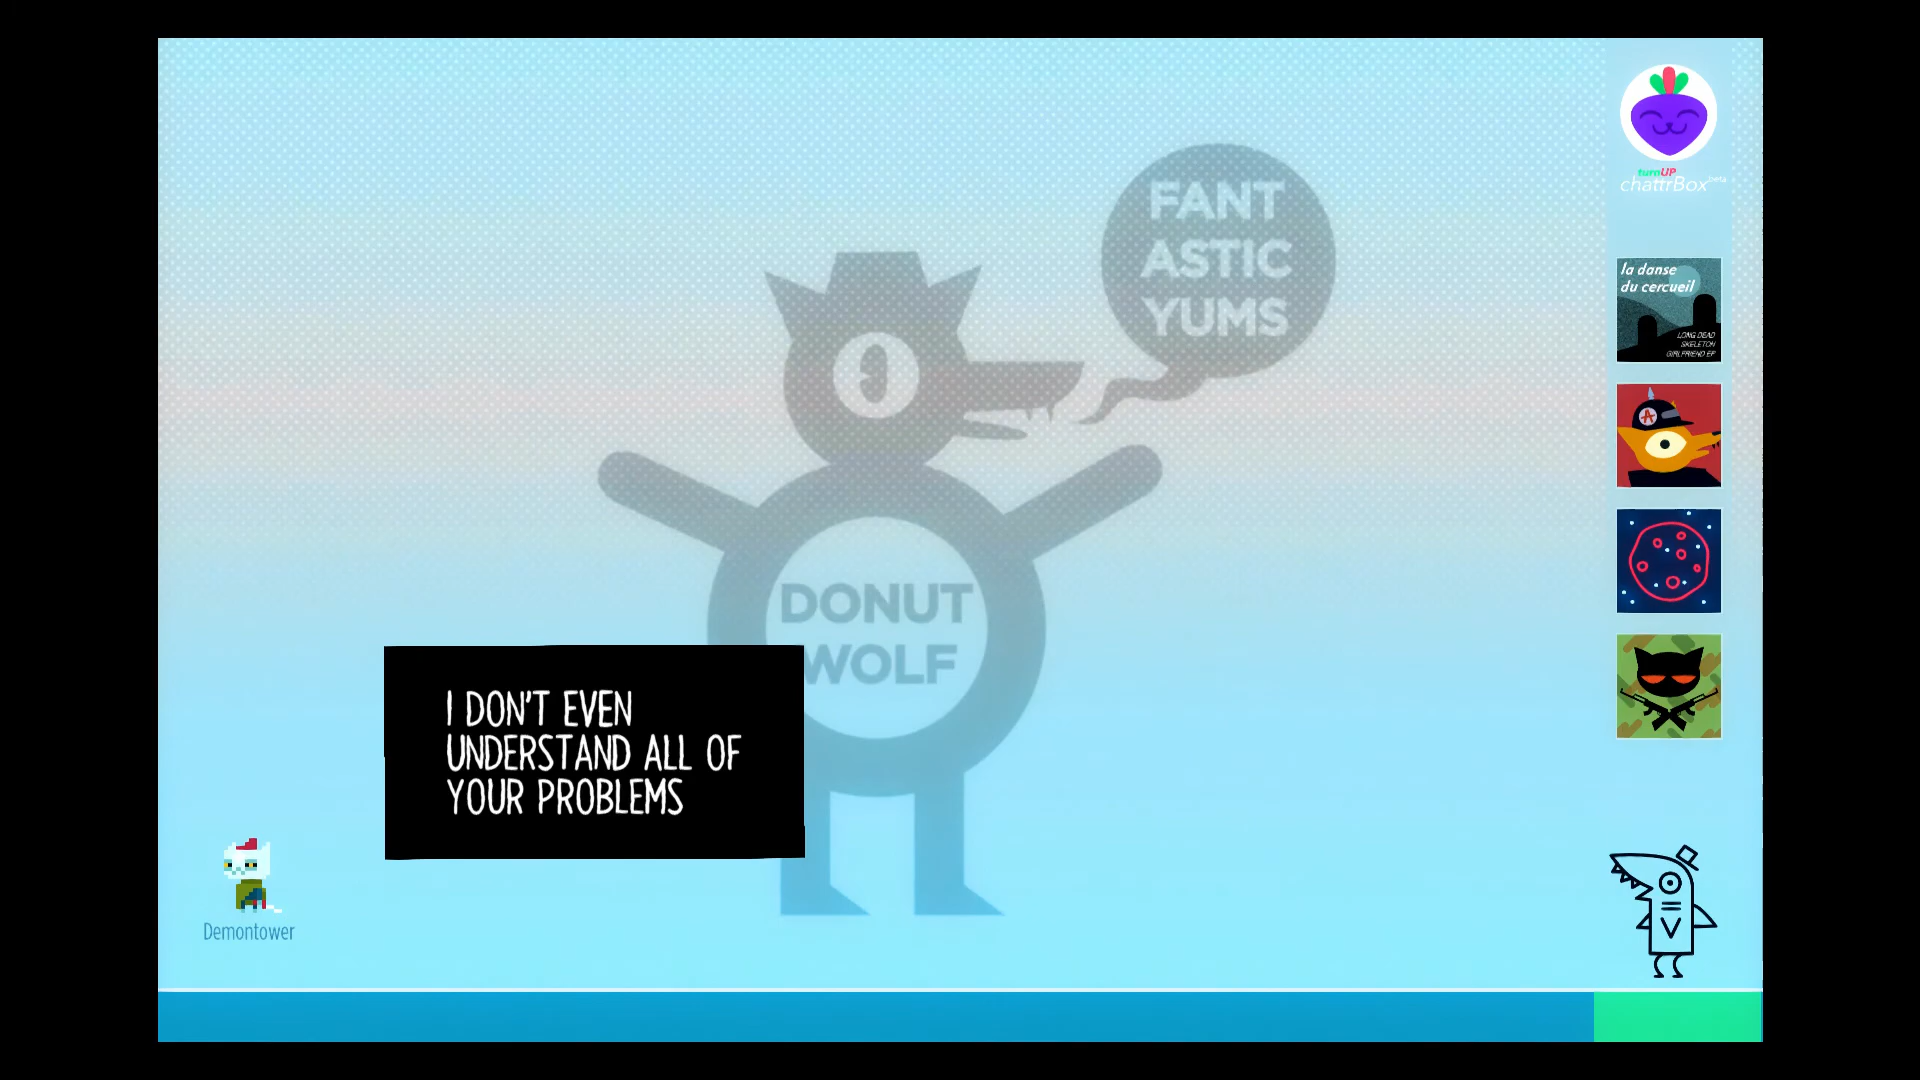 FANT
ASTIC
YUMS
turnUP
chattrBox beta
la danse
du cercueil
LONG DEAD
SKELETON
GIRLFRIEND EP
A
DONUT
WOLF
I DON'T EVEN
UNDERSTAND ALL OF
YOUR PROBLEMS
Demontower